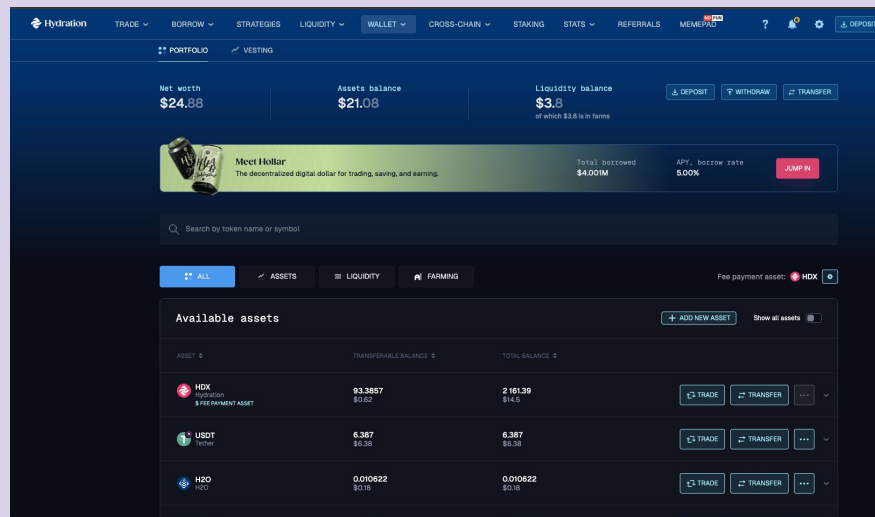 Hydration TRADE BORROW STRATEGIES LIQUIDITY WALLET CROSS-CHAIN STAKING STATS REFERRALS MEMEPAD NO FUN ? DEPOSIT
PORTFOLIO VESTING
Net worth Assets balance Liquidity balance
$24.88 $21.08 $3.8
of which $3.8 is in farms
DEPOSIT WITHDRAW TRANSFER
Meet Hollar
The decentralized digital dollar for trading, saving, and earning.
Total borrowed APY, borrow rate
$4.001M 5.00%
JUMP IN
Search by token name or symbol
ALL ASSETS LIQUIDITY FARMING Fee payment asset: HDX
Available assets + ADD NEW ASSET Show all assets
ASSET TRANSFERABLE BALANCE TOTAL BALANCE
HDX 93.3857 2 161.39
Hydration $0.62 $14.5
$ FEE PAYMENT ASSET
TRADE TRANSFER ...
USDT 6.387 6.387
Tether $6.38 $6.38
TRADE TRANSFER ...
H2O 0.010622 0.010622
H2O $0.18 $0.18
TRADE TRANSFER ...